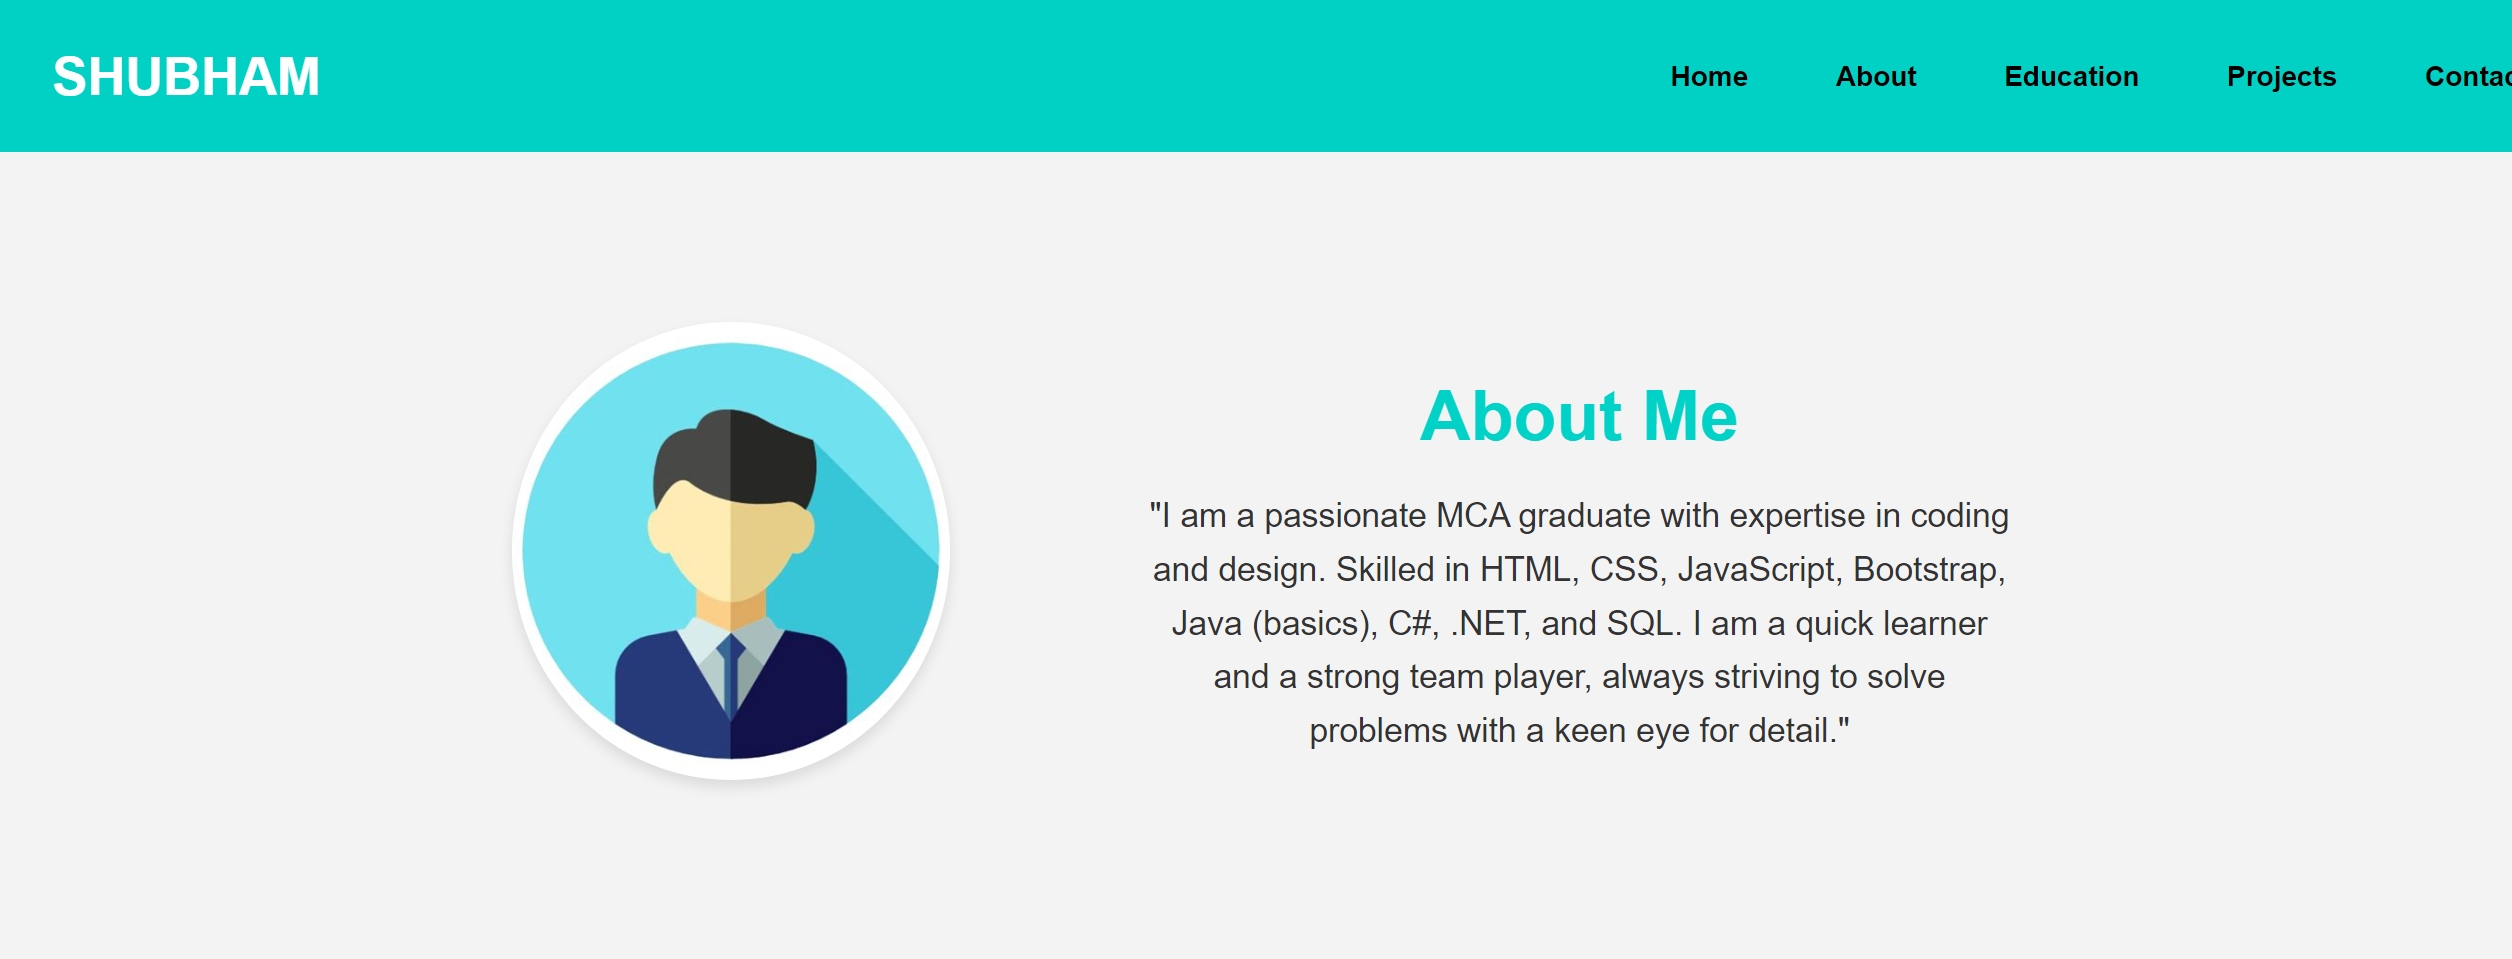 SHUBHAM
Home About Education Projects Contac
About Me
"I am a passionate MCA graduate with expertise in coding
and design. Skilled in HTML, CSS, JavaScript, Bootstrap,
Java (basics), C#, .NET, and SQL. I am a quick learner
and a strong team player, always striving to solve
problems with a keen eye for detail."